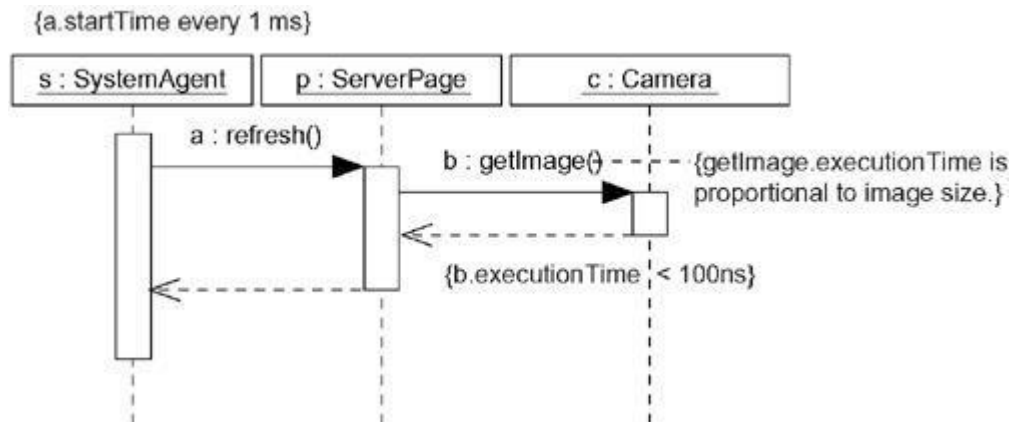 {a.startTime every 1 ms}
s : SystemAgent
p : ServerPage
c : Camera
a : refresh()
b : getImage()
{getImage.executionTime is
proportional to image size.}
{b.executionTime < 100ns}